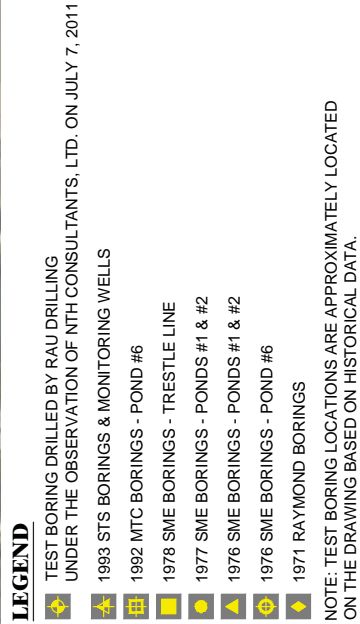 LEGEND
TEST BORING DRILLED BY RAU DRILLING
UNDER THE OBSERVATION OF NTH CONSULTANTS, LTD. ON JULY 7, 2011
1993 STS BORINGS & MONITORING WELLS
1992 MTC BORINGS - POND #6
1978 SME BORINGS - TRESTLE LINE
1977 SME BORINGS - PONDS #1 & #2
1976 SME BORINGS - PONDS #1 & #2
1976 SME BORINGS - POND #6
1971 RAYMOND BORINGS
NOTE: TEST BORING LOCATIONS ARE APPROXIMATELY LOCATED
ON THE DRAWING BASED ON HISTORICAL DATA.